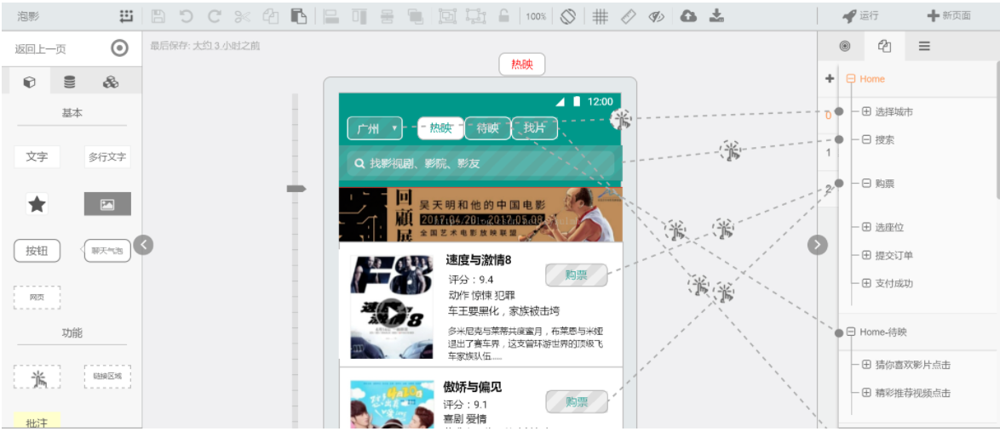 泡影
100%
运行
新页面
返回上一页
最后保存: 大约 3 小时之前
热映
基本
文字
多行文字
按钮
聊天气泡
网页
功能
链接区域
批注
12:00
广州
热映
待映
找片
找影视剧、影院、影友
回顾展
吴天明和他的中国电影
2017.04.20-2017.05.08
全国艺术电影放映联盟
速度与激情8
评分：9.4
购票
动作 惊悚 犯罪
车王要黑化，家族被击垮
多米尼克与莱蒂共度蜜月，布莱恩与米娅
退出了赛车界，这支曾环游世界的顶级飞
车家族队伍......
F8
速度
激情8
傲娇与偏见
评分：9.1
购票
喜剧 爱情
Home
0
选择城市
搜索
1
购票
2
选座位
提交订单
支付成功
Home-待映
猜你喜欢影片点击
精彩推荐视频点击